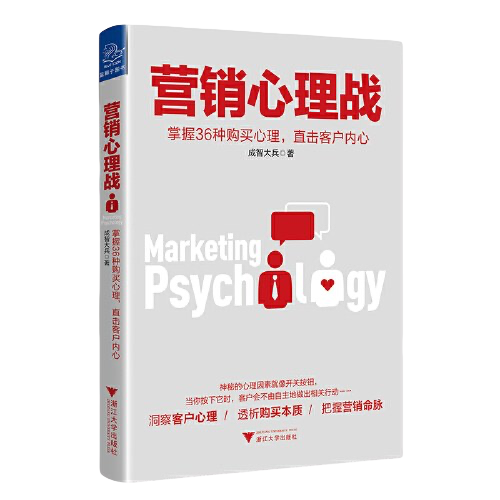 营销心理战
掌握36种购买心理，直击客户内心
成智大兵◎著
Marketing
Psychology
神秘的心理因素就像开关按钮，
当你按下它时，客户会不由自主地做出相关行动……
洞察客户心理 / 透析购买本质 / 把握营销命脉
浙江大学出版社
营销心理战
Marketing
Psychology
成智大兵◎著
掌握36种购买心理，直击客户内心
浙江大学出版社